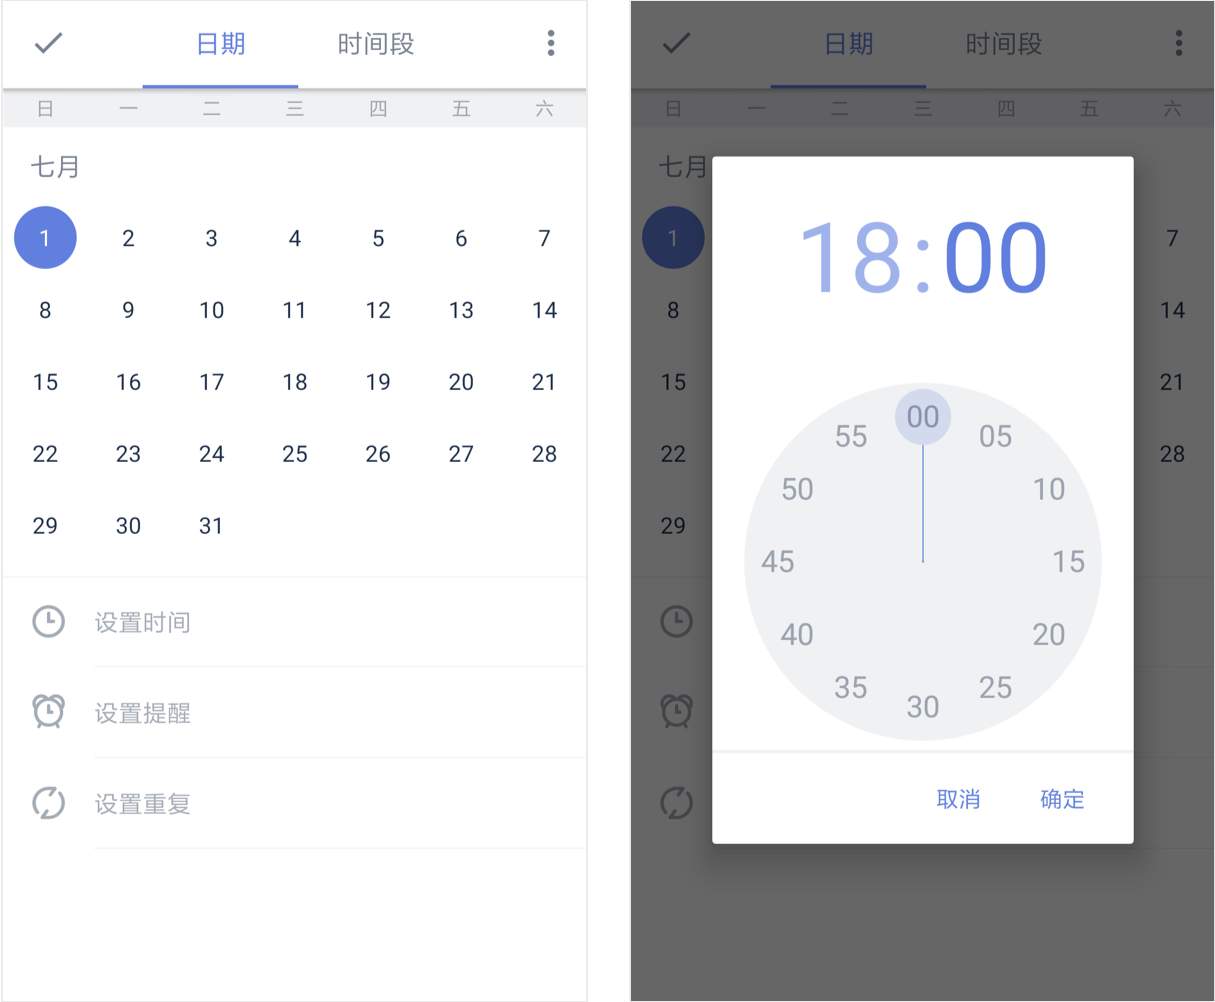 日期 时间段
日 一 二 三 四 五 六
七月
1 2 3 4 5 6 7
8 9 10 11 12 13 14
15 16 17 18 19 20 21
22 23 24 25 26 27 28
29 30 31
设置时间
设置提醒
设置重复
日期 时间段
日 一 二 三 四 五 六
七月
1 7
8 14
15 21
22 28
29
18:00
00
55 05
50 10
45 15
40 20
35 25
30
取消 确定